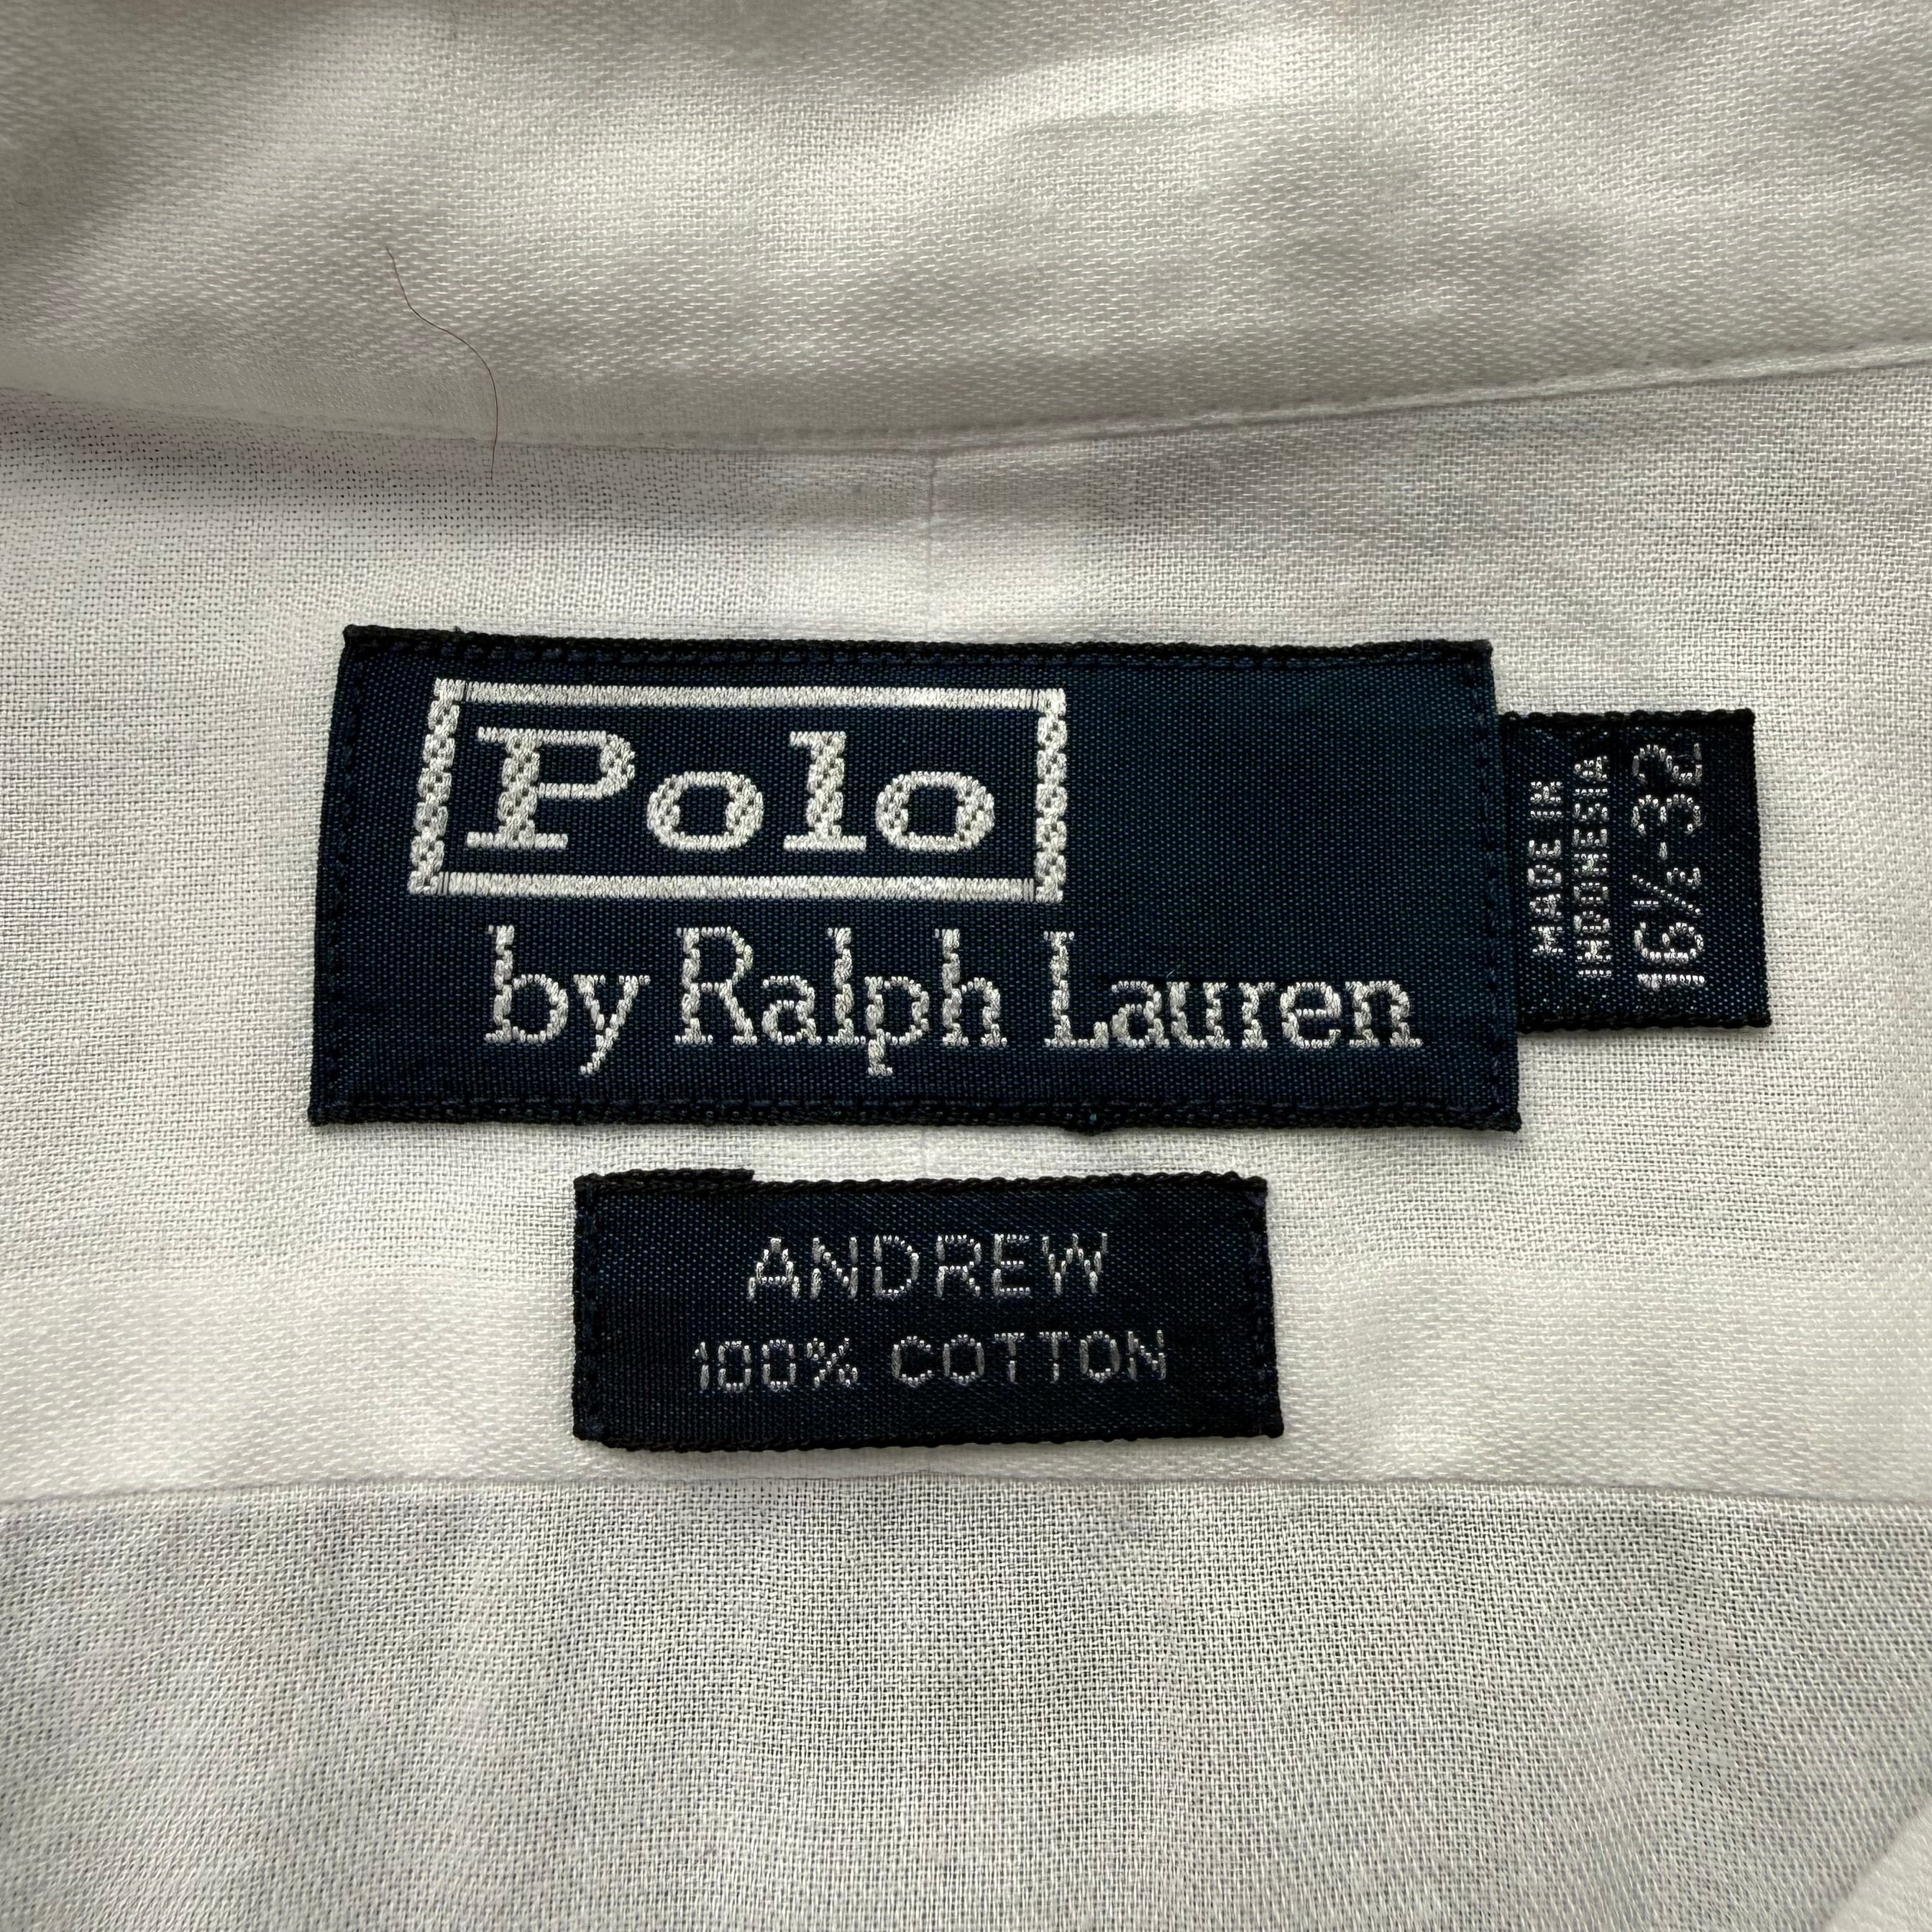 Polo
by Ralph Lauren
MADE IN
INDONESIA
16½-32
ANDREW
100% COTTON